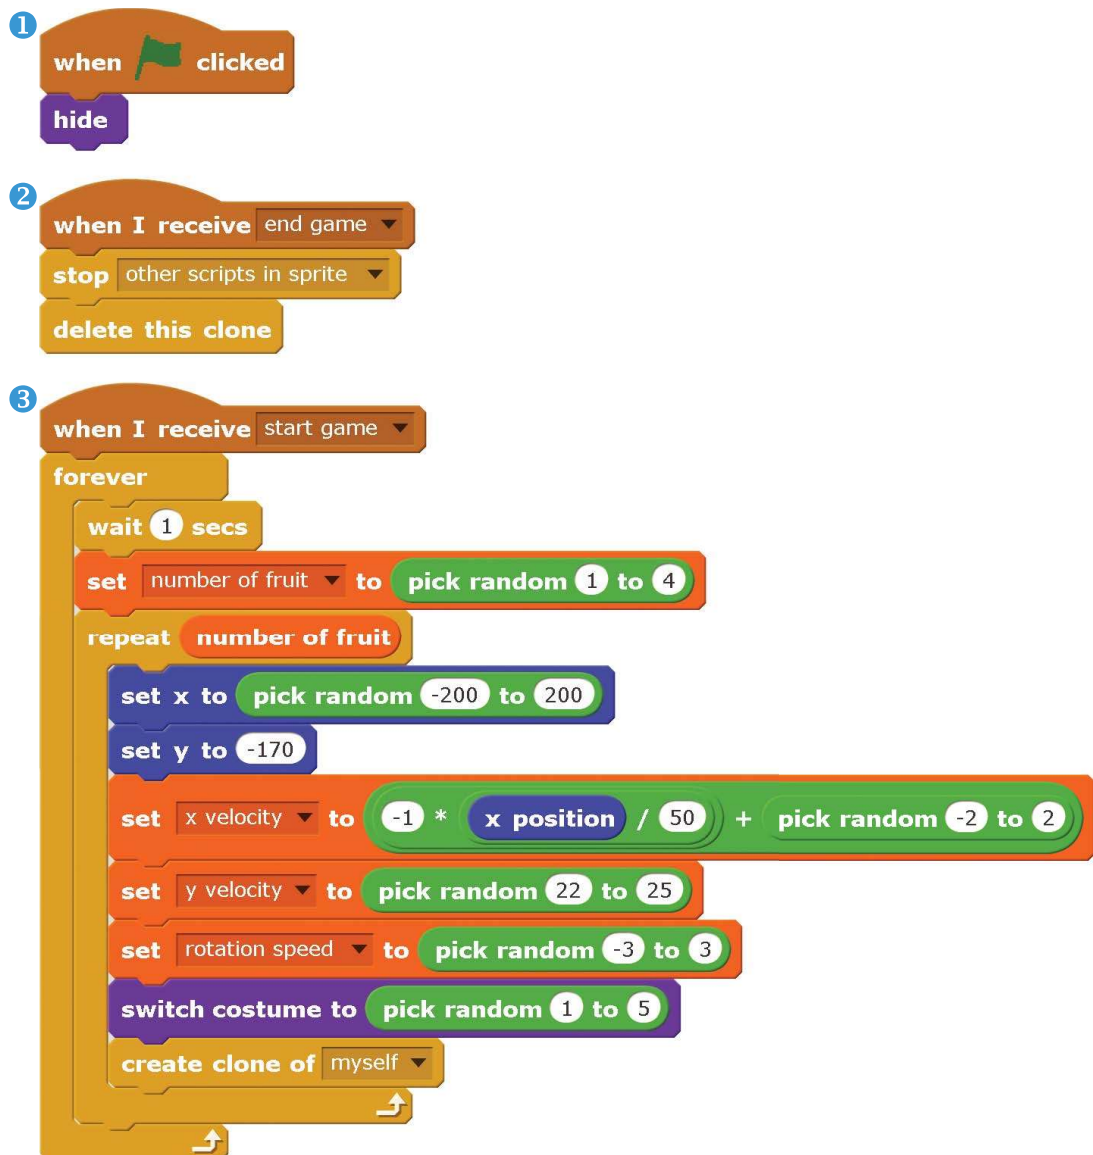 1
when clicked
hide
2
when I receive end game
stop other scripts in sprite
delete this clone
3
when I receive start game
forever
wait 1 secs
set number of fruit to pick random 1 to 4
repeat number of fruit
set x to pick random -200 to 200
set y to -170
set x velocity to -1 * x position / 50 + pick random -2 to 2
set y velocity to pick random 22 to 25
set rotation speed to pick random -3 to 3
switch costume to pick random 1 to 5
create clone of myself